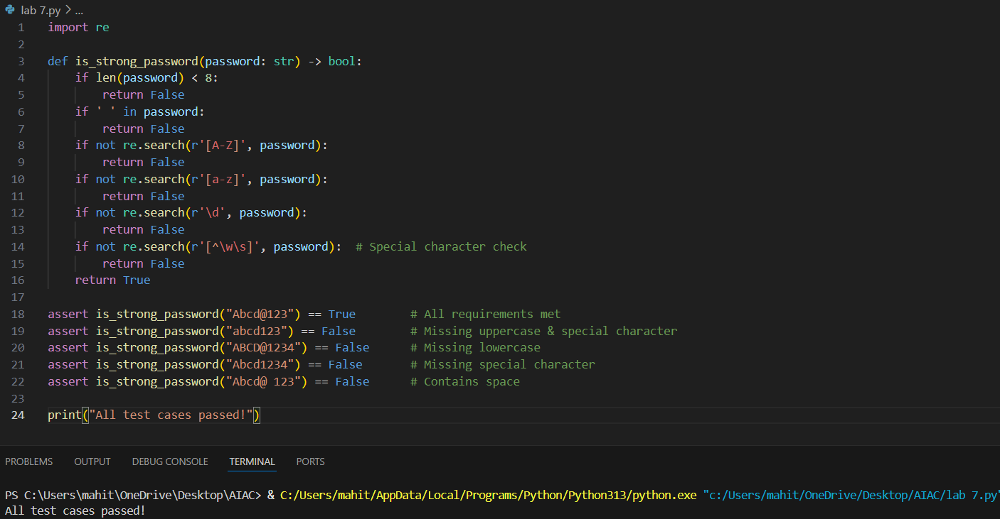 lab 7.py > ...
1 import re
2
3 def is_strong_password(password: str) -> bool:
4     if len(password) < 8:
5         return False
6     if ' ' in password:
7         return False
8     if not re.search(r'[A-Z]', password):
9         return False
10     if not re.search(r'[a-z]', password):
11         return False
12     if not re.search(r'\d', password):
13         return False
14     if not re.search(r'[^\w\s]', password):  # Special character check
15         return False
16     return True
17
18 assert is_strong_password("Abcd@123") == True        # All requirements met
19 assert is_strong_password("abcd123") == False        # Missing uppercase & special character
20 assert is_strong_password("ABCD@1234") == False      # Missing lowercase
21 assert is_strong_password("Abcd1234") == False       # Missing special character
22 assert is_strong_password("Abcd@ 123") == False      # Contains space
23
24 print("All test cases passed!")
PROBLEMS OUTPUT DEBUG CONSOLE TERMINAL PORTS
PS C:\Users\mahit\OneDrive\Desktop\AIAC> & C:/Users/mahit/AppData/Local/Programs/Python/Python313/python.exe "c:/Users/mahit/OneDrive/Desktop/AIAC/lab 7.py"
All test cases passed!